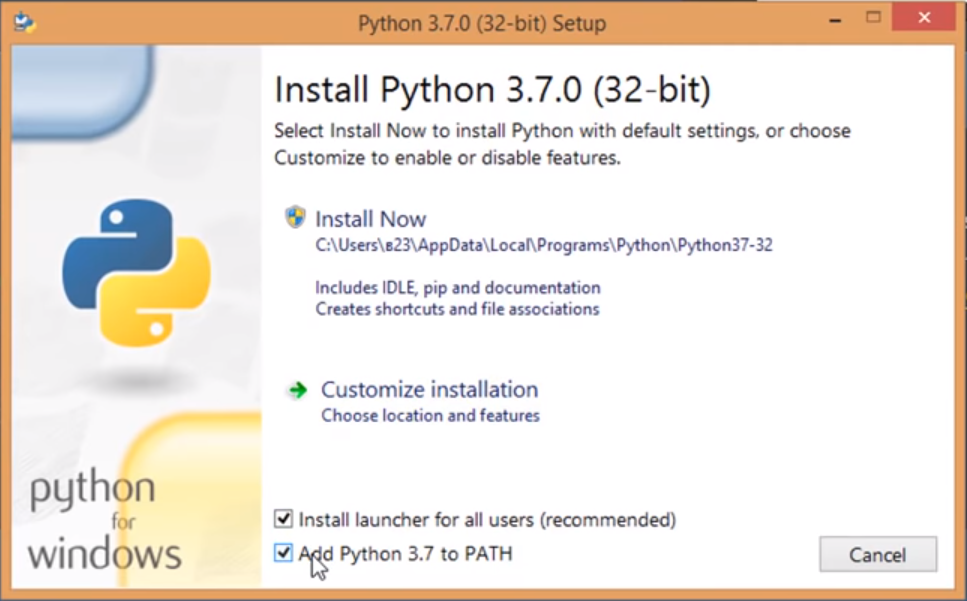 Python 3.7.0 (32-bit) Setup
Install Python 3.7.0 (32-bit)
Select Install Now to install Python with default settings, or choose
Customize to enable or disable features.
Install Now
C:\Users\в23\AppData\Local\Programs\Python\Python37-32
Includes IDLE, pip and documentation
Creates shortcuts and file associations
Customize installation
Choose location and features
python
for
windows
Install launcher for all users (recommended)
Add Python 3.7 to PATH
Cancel